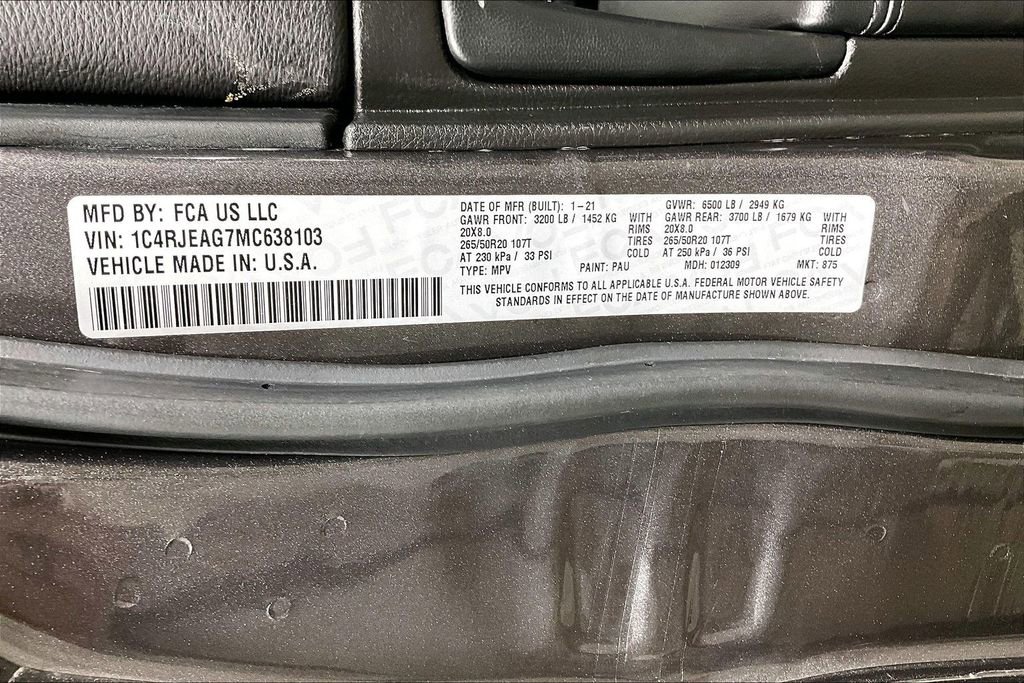 MFD BY: FCA US LLC
VIN: 1C4RJEAG7MC638103
VEHICLE MADE IN: U.S.A.
DATE OF MFR (BUILT): 1-21 GVWR: 6500 LB / 2949 KG
GAWR FRONT: 3200 LB / 1452 KG WITH GAWR REAR: 3700 LB / 1679 KG WITH
20X8.0 RIMS 20X8.0 RIMS
265/50R20 107T TIRES 265/50R20 107T TIRES
AT 230 kPa / 33 PSI COLD AT 250 kPa / 36 PSI COLD
TYPE: MPV PAINT: PAU MDH: 012309 MKT: 875
THIS VEHICLE CONFORMS TO ALL APPLICABLE U.S.A. FEDERAL MOTOR VEHICLE SAFETY
STANDARDS IN EFFECT ON THE DATE OF MANUFACTURE SHOWN ABOVE.